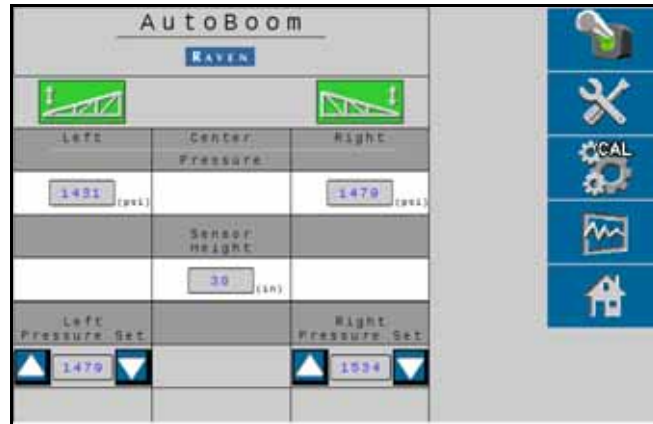 AutoBoom
RAVEN
Left Center Right
Pressure
1431 (psi) 1479 (psi)
Sensor
Height
38 (in)
Left Right
Pressure Set Pressure Set
1479 1534
CAL